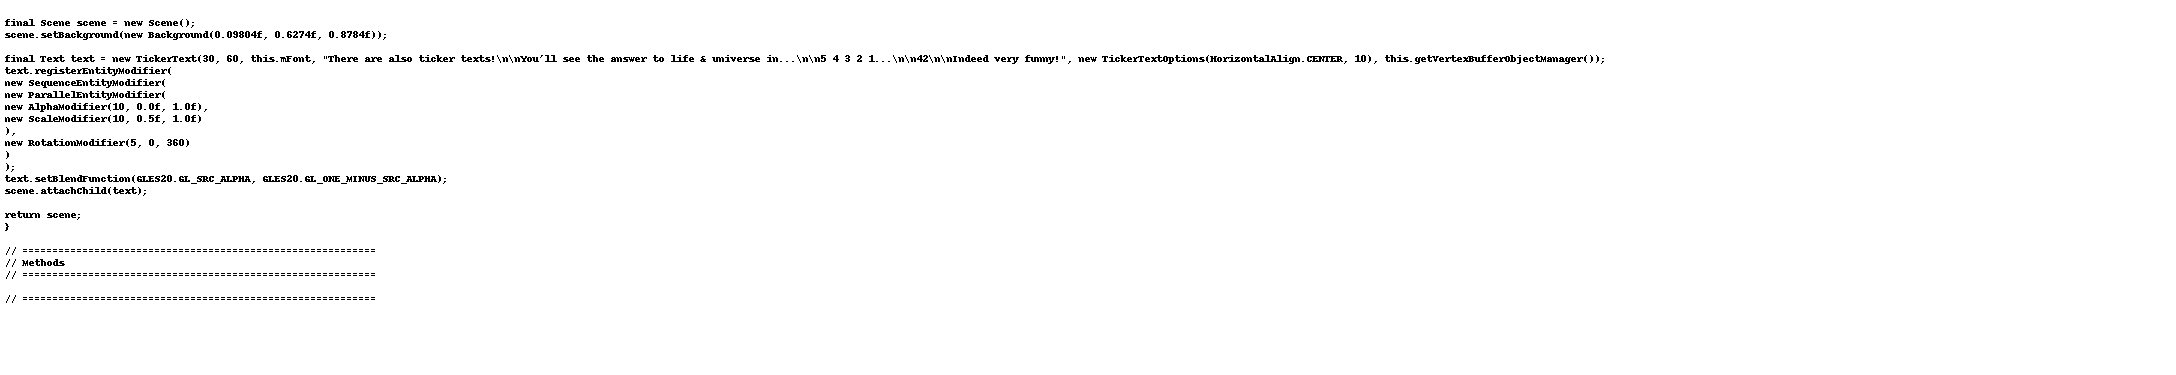 final Scene scene = new Scene();
scene.setBackground(new Background(0.09804f, 0.6274f, 0.8784f));
final Text text = new TickerText(30, 60, this.mFont, "There are also ticker texts!\n\nYou'll see the answer to life & universe in...\n\n5 4 3 2 1...\n\n42\n\nIndeed very funny!", new TickerTextOptions(HorizontalAlign.CENTER, 10), this.getVertexBufferObjectManager());
text.registerEntityModifier(
new SequenceEntityModifier(
new ParallelEntityModifier(
new AlphaModifier(10, 0.0f, 1.0f),
new ScaleModifier(10, 0.5f, 1.0f)
),
new RotationModifier(5, 0, 360)
)
);
text.setBlendFunction(GLES20.GL_SRC_ALPHA, GLES20.GL_ONE_MINUS_SRC_ALPHA);
scene.attachChild(text);
return scene;
}
// ===========================================================
// Methods
// ===========================================================
// ===========================================================